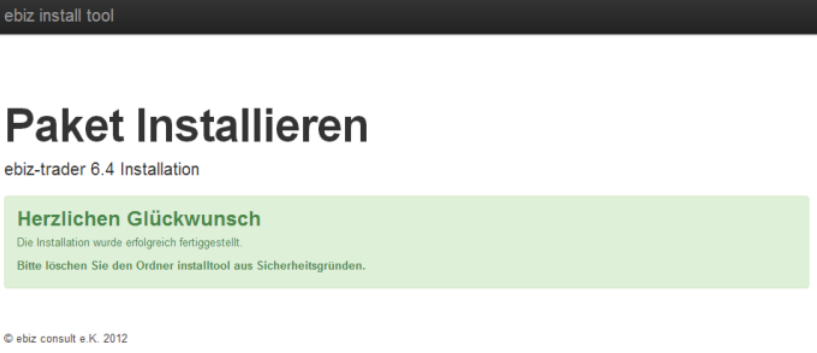 ebiz install tool
Paket Installieren
ebiz-trader 6.4 Installation
Herzlichen Glückwunsch
Die Installation wurde erfolgreich fertiggestellt.
Bitte löschen Sie den Ordner installtool aus Sicherheitsgründen.
© ebiz consult e.K. 2012